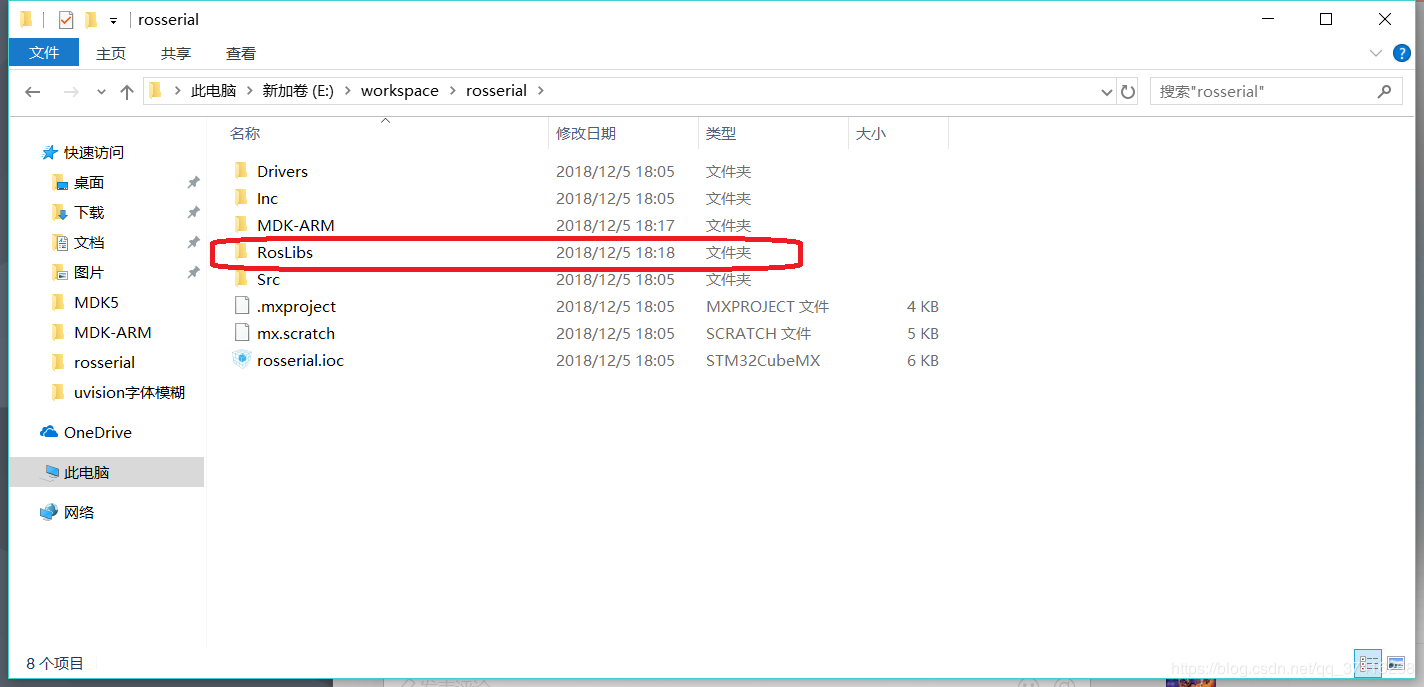 rosserial
文件 主页 共享 查看
此电脑 新加卷 (E:) workspace rosserial 搜索"rosserial"
名称 修改日期 类型 大小
快速访问
桌面
下载
文档
图片
MDK5
MDK-ARM
rosserial
uvision字体模糊
OneDrive
此电脑
网络
Drivers 2018/12/5 18:05 文件夹
Inc 2018/12/5 18:05 文件夹
MDK-ARM 2018/12/5 18:17 文件夹
RosLibs 2018/12/5 18:18 文件夹
Src 2018/12/5 18:05 文件夹
.mxproject 2018/12/5 18:05 MXPROJECT 文件 4 KB
mx.scratch 2018/12/5 18:05 SCRATCH 文件 5 KB
rosserial.ioc 2018/12/5 18:05 STM32CubeMX 6 KB
8 个项目